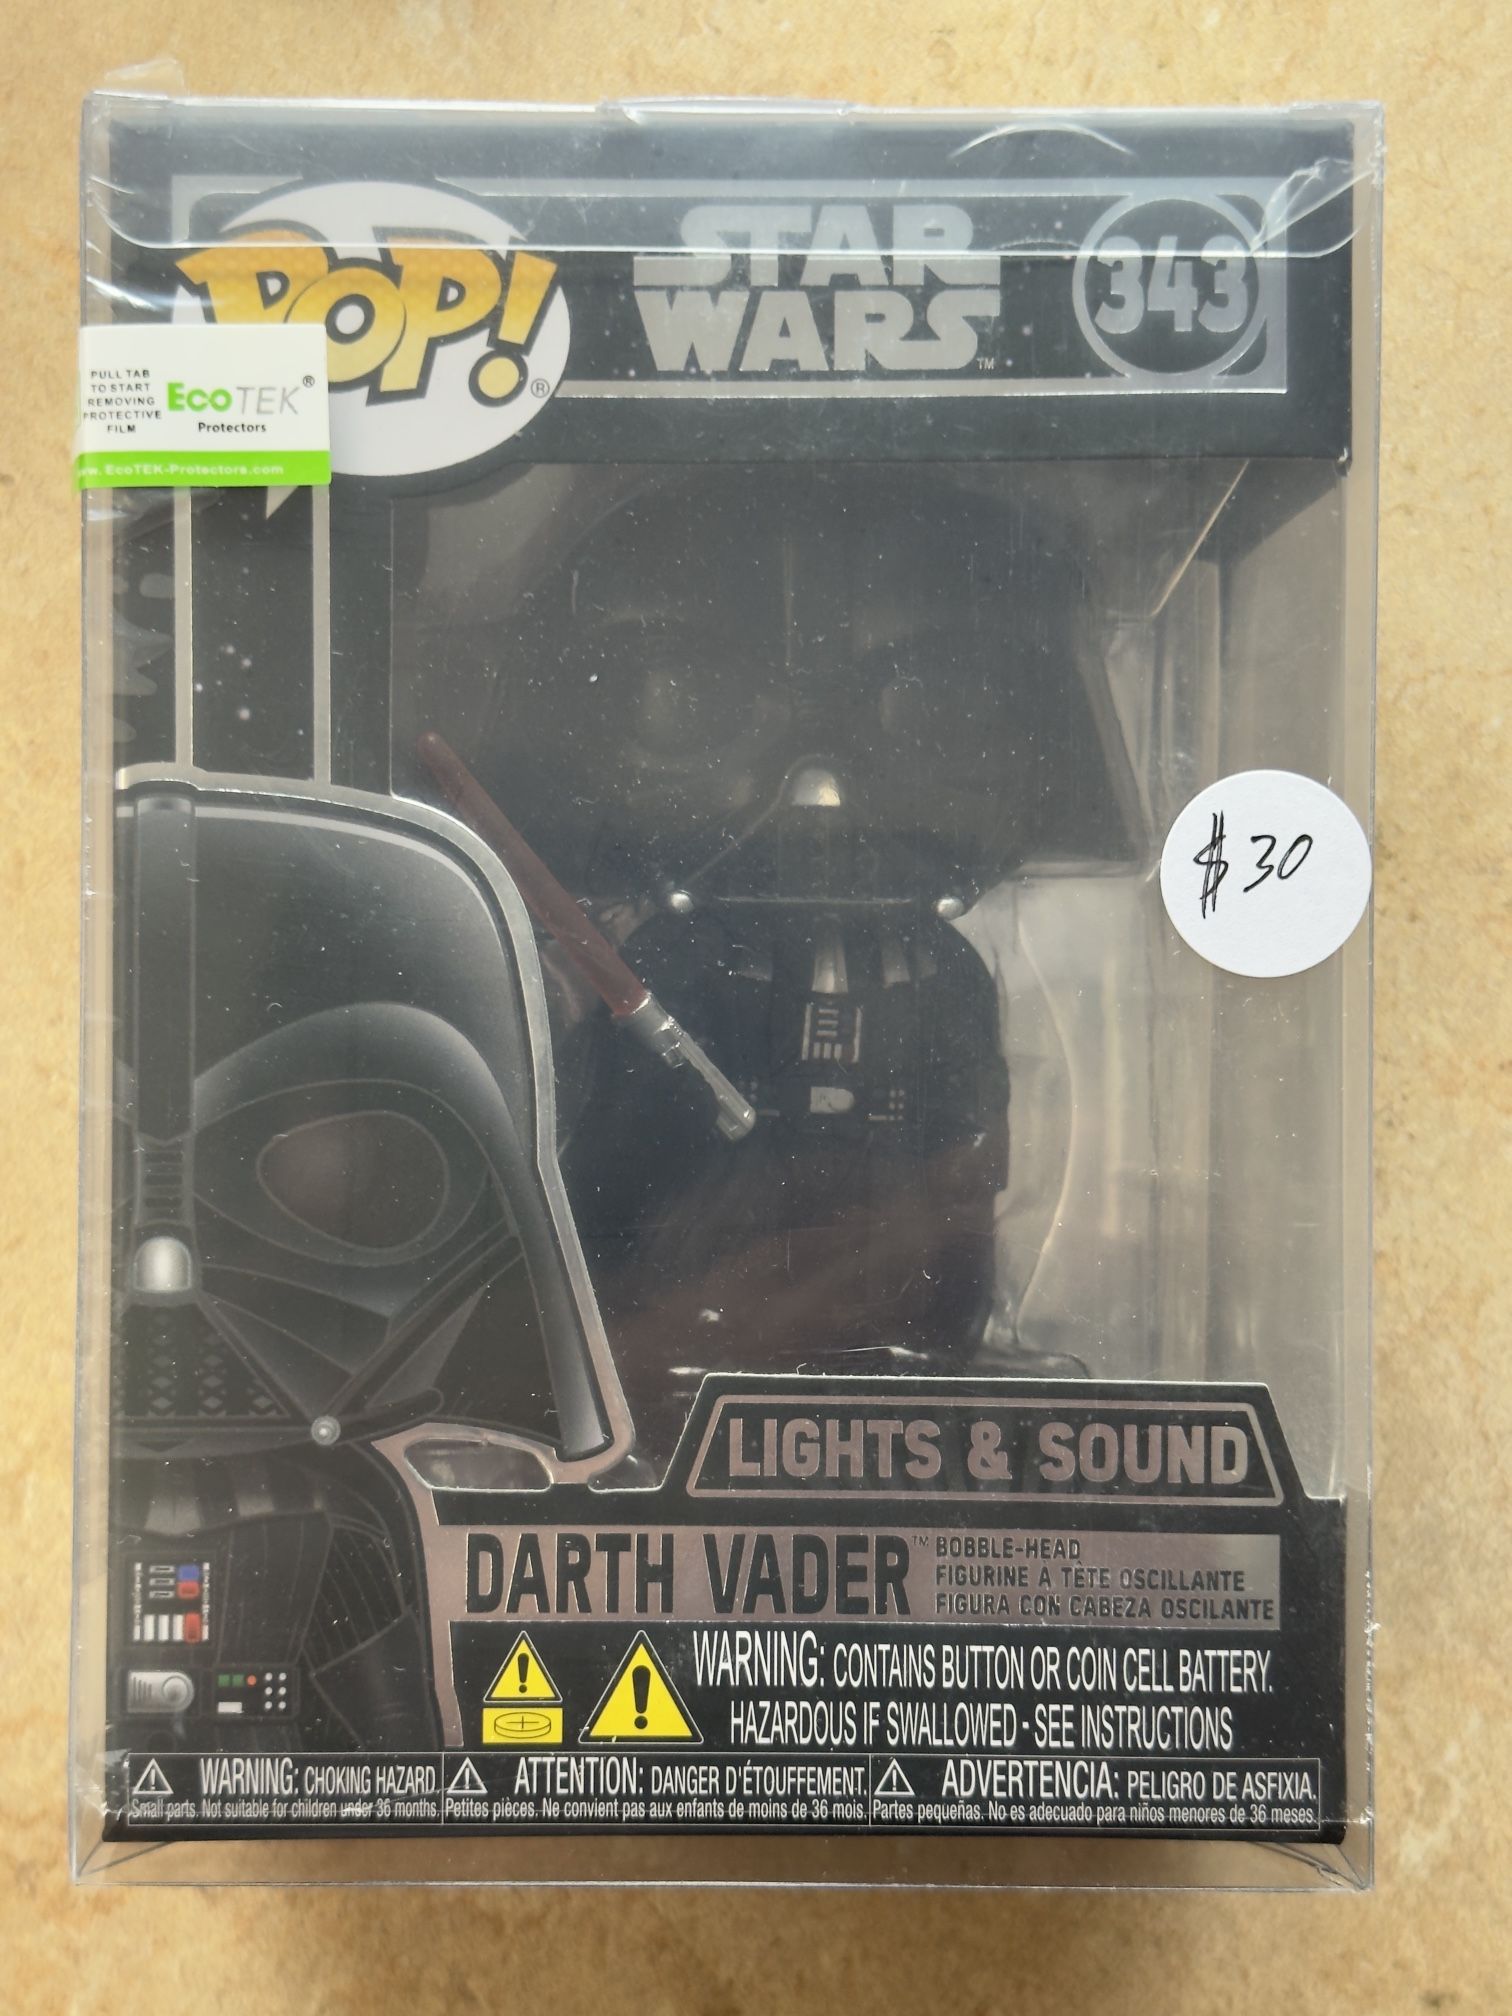 POP!®
STAR
WARS™
343
PULL TAB
TO START
REMOVING
PROTECTIVE
FILM
EcoTEK®
Protectors
w. EcoTEK-Protectors.com
$30
LIGHTS & SOUND
DARTH VADER™
BOBBLE-HEAD
FIGURINE À TÊTE OSCILLANTE
FIGURA CON CABEZA OSCILANTE
WARNING: CONTAINS BUTTON OR COIN CELL BATTERY.
HAZARDOUS IF SWALLOWED - SEE INSTRUCTIONS
WARNING: CHOKING HAZARD.
Small parts. Not suitable for children under 36 months.
ATTENTION: DANGER D'ÉTOUFFEMENT.
Petites pièces. Ne convient pas aux enfants de moins de 36 mois.
ADVERTENCIA: PELIGRO DE ASFIXIA.
Partes pequeñas. No es adecuado para niños menores de 36 meses.